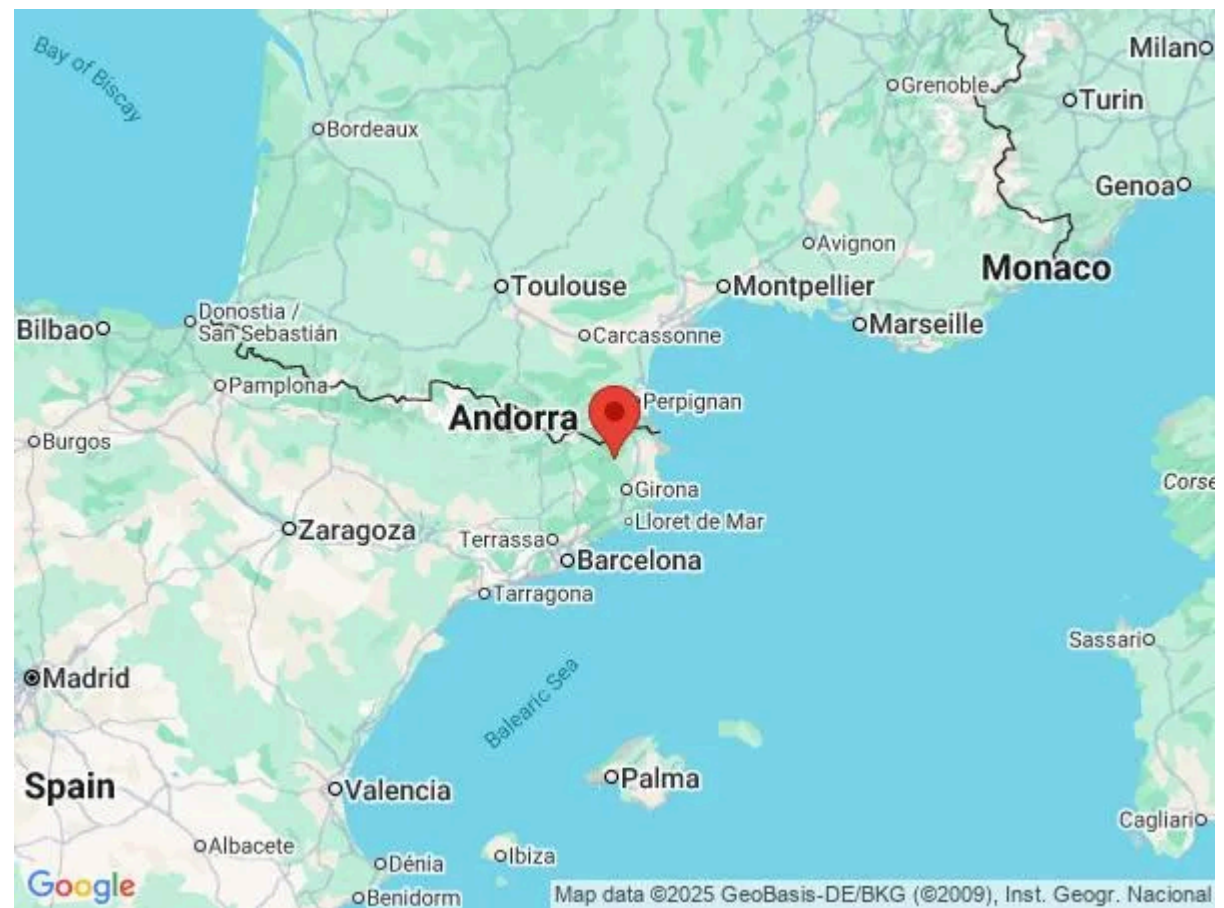 Bay of Biscay
Milan
Grenoble
Turin
Bordeaux
Genoa
Avignon
Monaco
Toulouse
Montpellier
Donostia /
San Sebastián
Bilbao
Marseille
Carcassonne
Pamplona
Perpignan
Andorra
Burgos
Corse
Girona
Lloret de Mar
Zaragoza
Terrassa
Barcelona
Tarragona
Sassari
Madrid
Balearic Sea
Palma
Spain
Valencia
Cagliari
Albacete
Ibiza
Dénia
Google
Benidorm
Map data ©2025 GeoBasis-DE/BKG (©2009), Inst. Geogr. Nacional